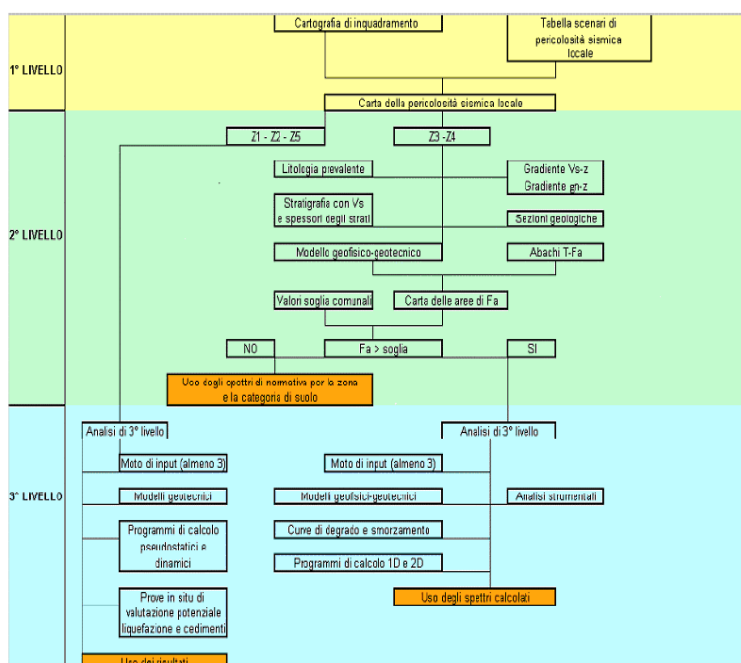 Cartografia di inquadramento
Tabella scenari di
pericolosità sismica
locale
1° LIVELLO
Carta della pericolosità sismica locale
Z1 - Z2 - Z5
Z3 -Z4
Litologia prevalente
Gradiente Vs-z
Gradiente gn-z
Stratigrafia con Vs
e spessori degli strati
Sezioni geologiche
2° LIVELLO
Modello geofisico-geotecnico
Abachi T-Fa
Valori soglia comunali
Carta delle aree di Fa
NO
Fa > soglia
SI
Uso degli spettri di normativa per la zona
e la categoria di suolo
Analisi di 3° livello
Analisi di 3° livello
Moto di input (almeno 3)
Moto di input (almeno 3)
3° LIVELLO
Modelli geotecnici
Modelli geofisici-geotecnici
Analisi strumentali
Programmi di calcolo
pseudostatici e
dinamici
Curve di degrado e smorzamento
Programmi di calcolo 1D e 2D
Prove in situ di
valutazione potenziale
liquefazione e cedimenti
Uso degli spettri calcolati
Uso dei risultati